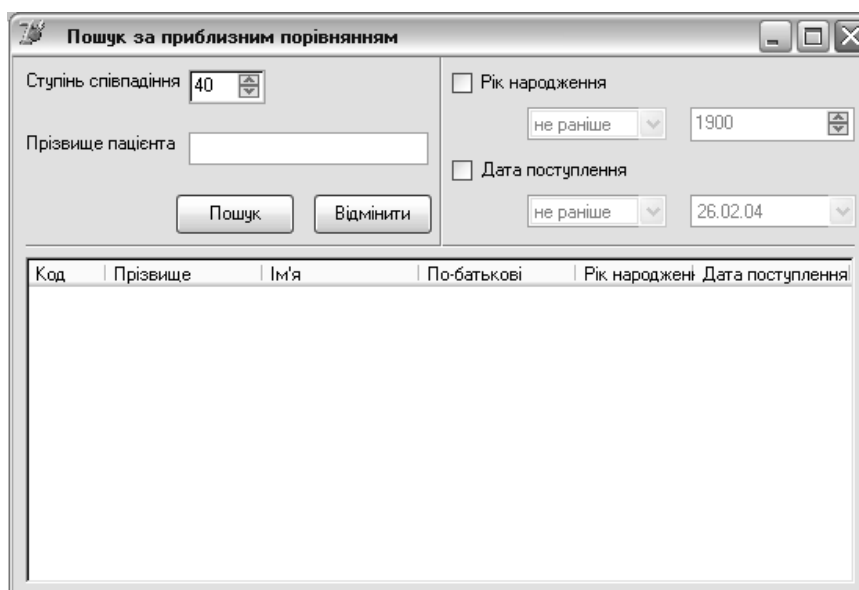 Пошук за приблизним порівнянням
Ступінь співпадіння 40
Прізвище пацієнта
Пошук Відмінити
Рік народження
не раніше 1900
Дата поступлення
не раніше 26.02.04
Код Прізвище Ім'я По-батькові Рік народженн Дата поступлення